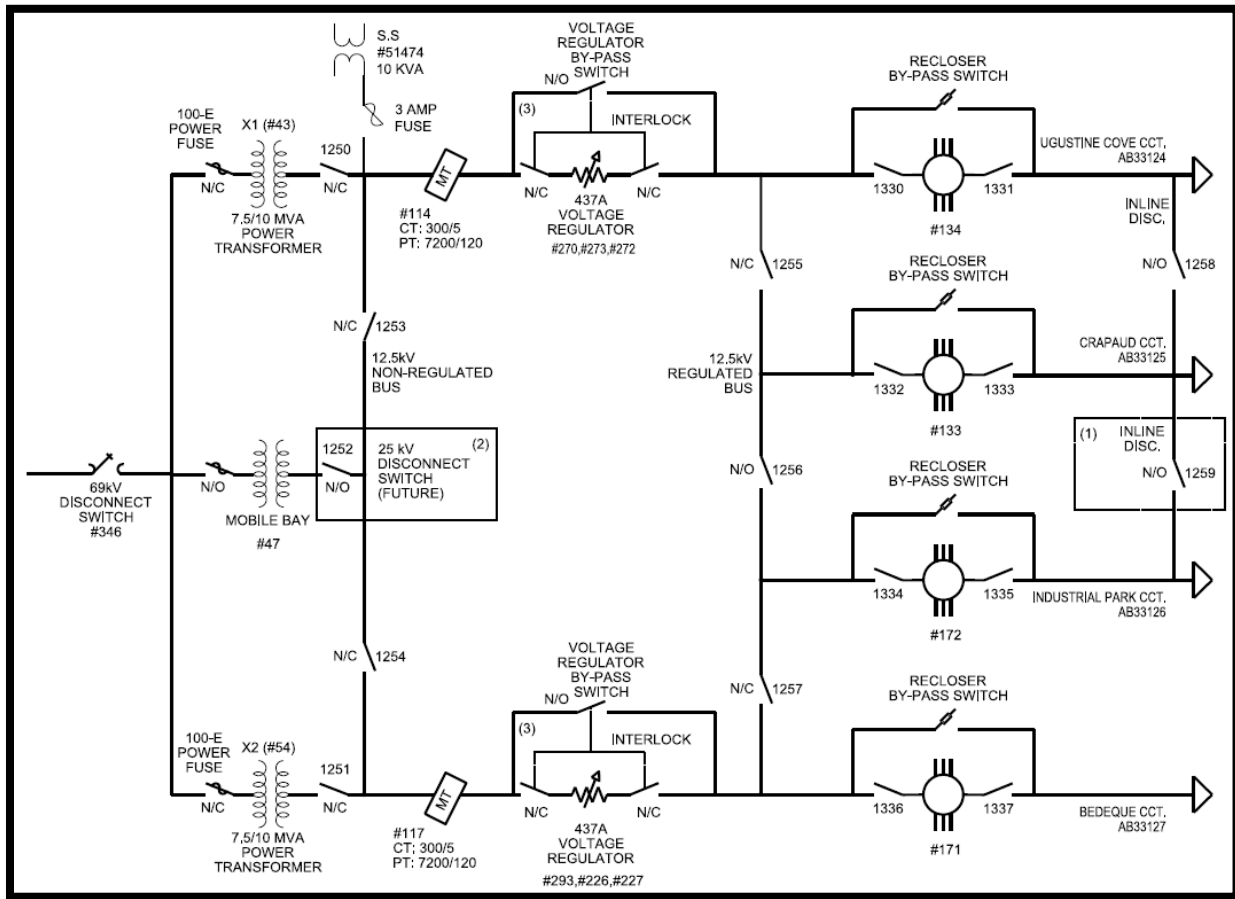 S.S
#51474
10 KVA
3 AMP
FUSE
VOLTAGE
REGULATOR
BY-PASS
SWITCH
N/O
(3)
INTERLOCK
RECLOSER
BY-PASS SWITCH
100-E
POWER
FUSE
X1 (#43)
1250
N/C
N/C
7.5/10 MVA
POWER
TRANSFORMER
MT
#114
CT: 300/5
PT: 7200/120
N/C
N/C
437A
VOLTAGE
REGULATOR
#270,#273,#272
1330
1331
#134
UGUSTINE COVE CCT,
AB33124
INLINE
DISC,
N/O
1258
N/C
1255
RECLOSER
BY-PASS SWITCH
N/C
1253
12.5kV
NON-REGULATED
BUS
12.5kV
REGULATED
BUS
1332
1333
#133
CRAPAUD CCT,
AB33125
69kV
DISCONNECT
SWITCH
#346
N/O
MOBILE BAY
#47
1252
N/O
25 kV
DISCONNECT
SWITCH
(FUTURE)
(2)
N/O
1256
RECLOSER
BY-PASS SWITCH
(1)
INLINE
DISC.
N/O
1259
1334
1335
#172
INDUSTRIAL PARK CCT,
AB33126
N/C
1254
VOLTAGE
REGULATOR
BY-PASS
SWITCH
N/O
(3)
INTERLOCK
N/C
1257
RECLOSER
BY-PASS SWITCH
100-E
POWER
FUSE
X2 (#54)
1251
N/C
N/C
7,5/10 MVA
POWER
TRANSFORMER
MT
#117
CT; 300/5
PT: 7200/120
N/C
N/C
437A
VOLTAGE
REGULATOR
#293,#226,#227
1336
1337
#171
BEDEQUE CCT.
AB33127